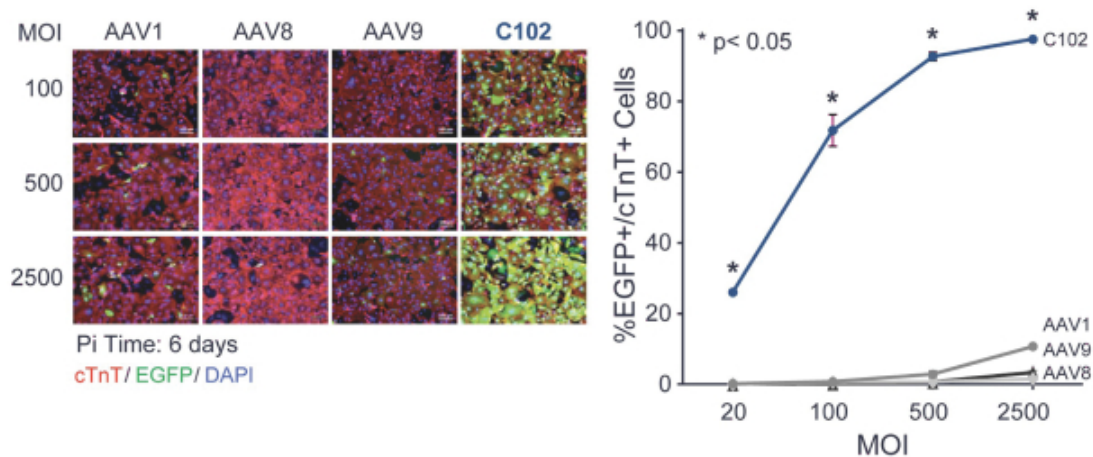 MOI AAV1 AAV8 AAV9 C102
100
500
2500
Pi Time: 6 days
cTnT/ EGFP/ DAPI
%EGFP+/cTnT+ Cells
100
80
60
40
20
0
* p< 0.05
*
*
*
*
C102
AAV1
AAV9
AAV8
20 100 500 2500
MOI